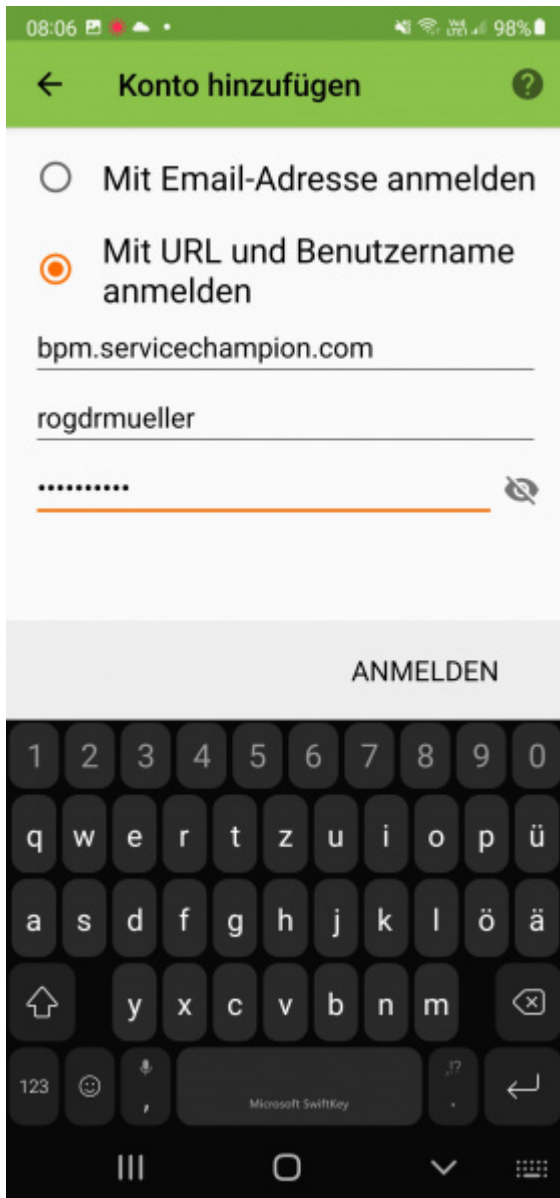 08:06 98%
Konto hinzufügen
Mit Email-Adresse anmelden
Mit URL und Benutzername
anmelden
bpm.servicechampion.com
rogdrmueller
••••••••••
ANMELDEN
1 2 3 4 5 6 7 8 9 0
q w e r t z u i o p ü
a s d f g h j k l ö ä
y x c v b n m
,!?
123 , Microsoft SwiftKey .